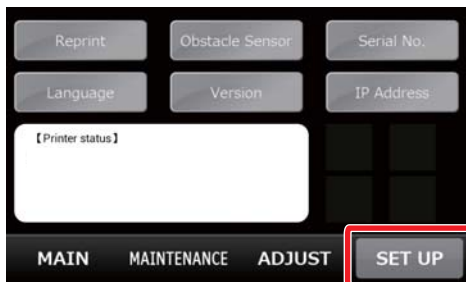 Reprint Obstacle Sensor Serial No.
Language Version IP Address
【Printer status】
MAIN MAINTENANCE ADJUST SET UP